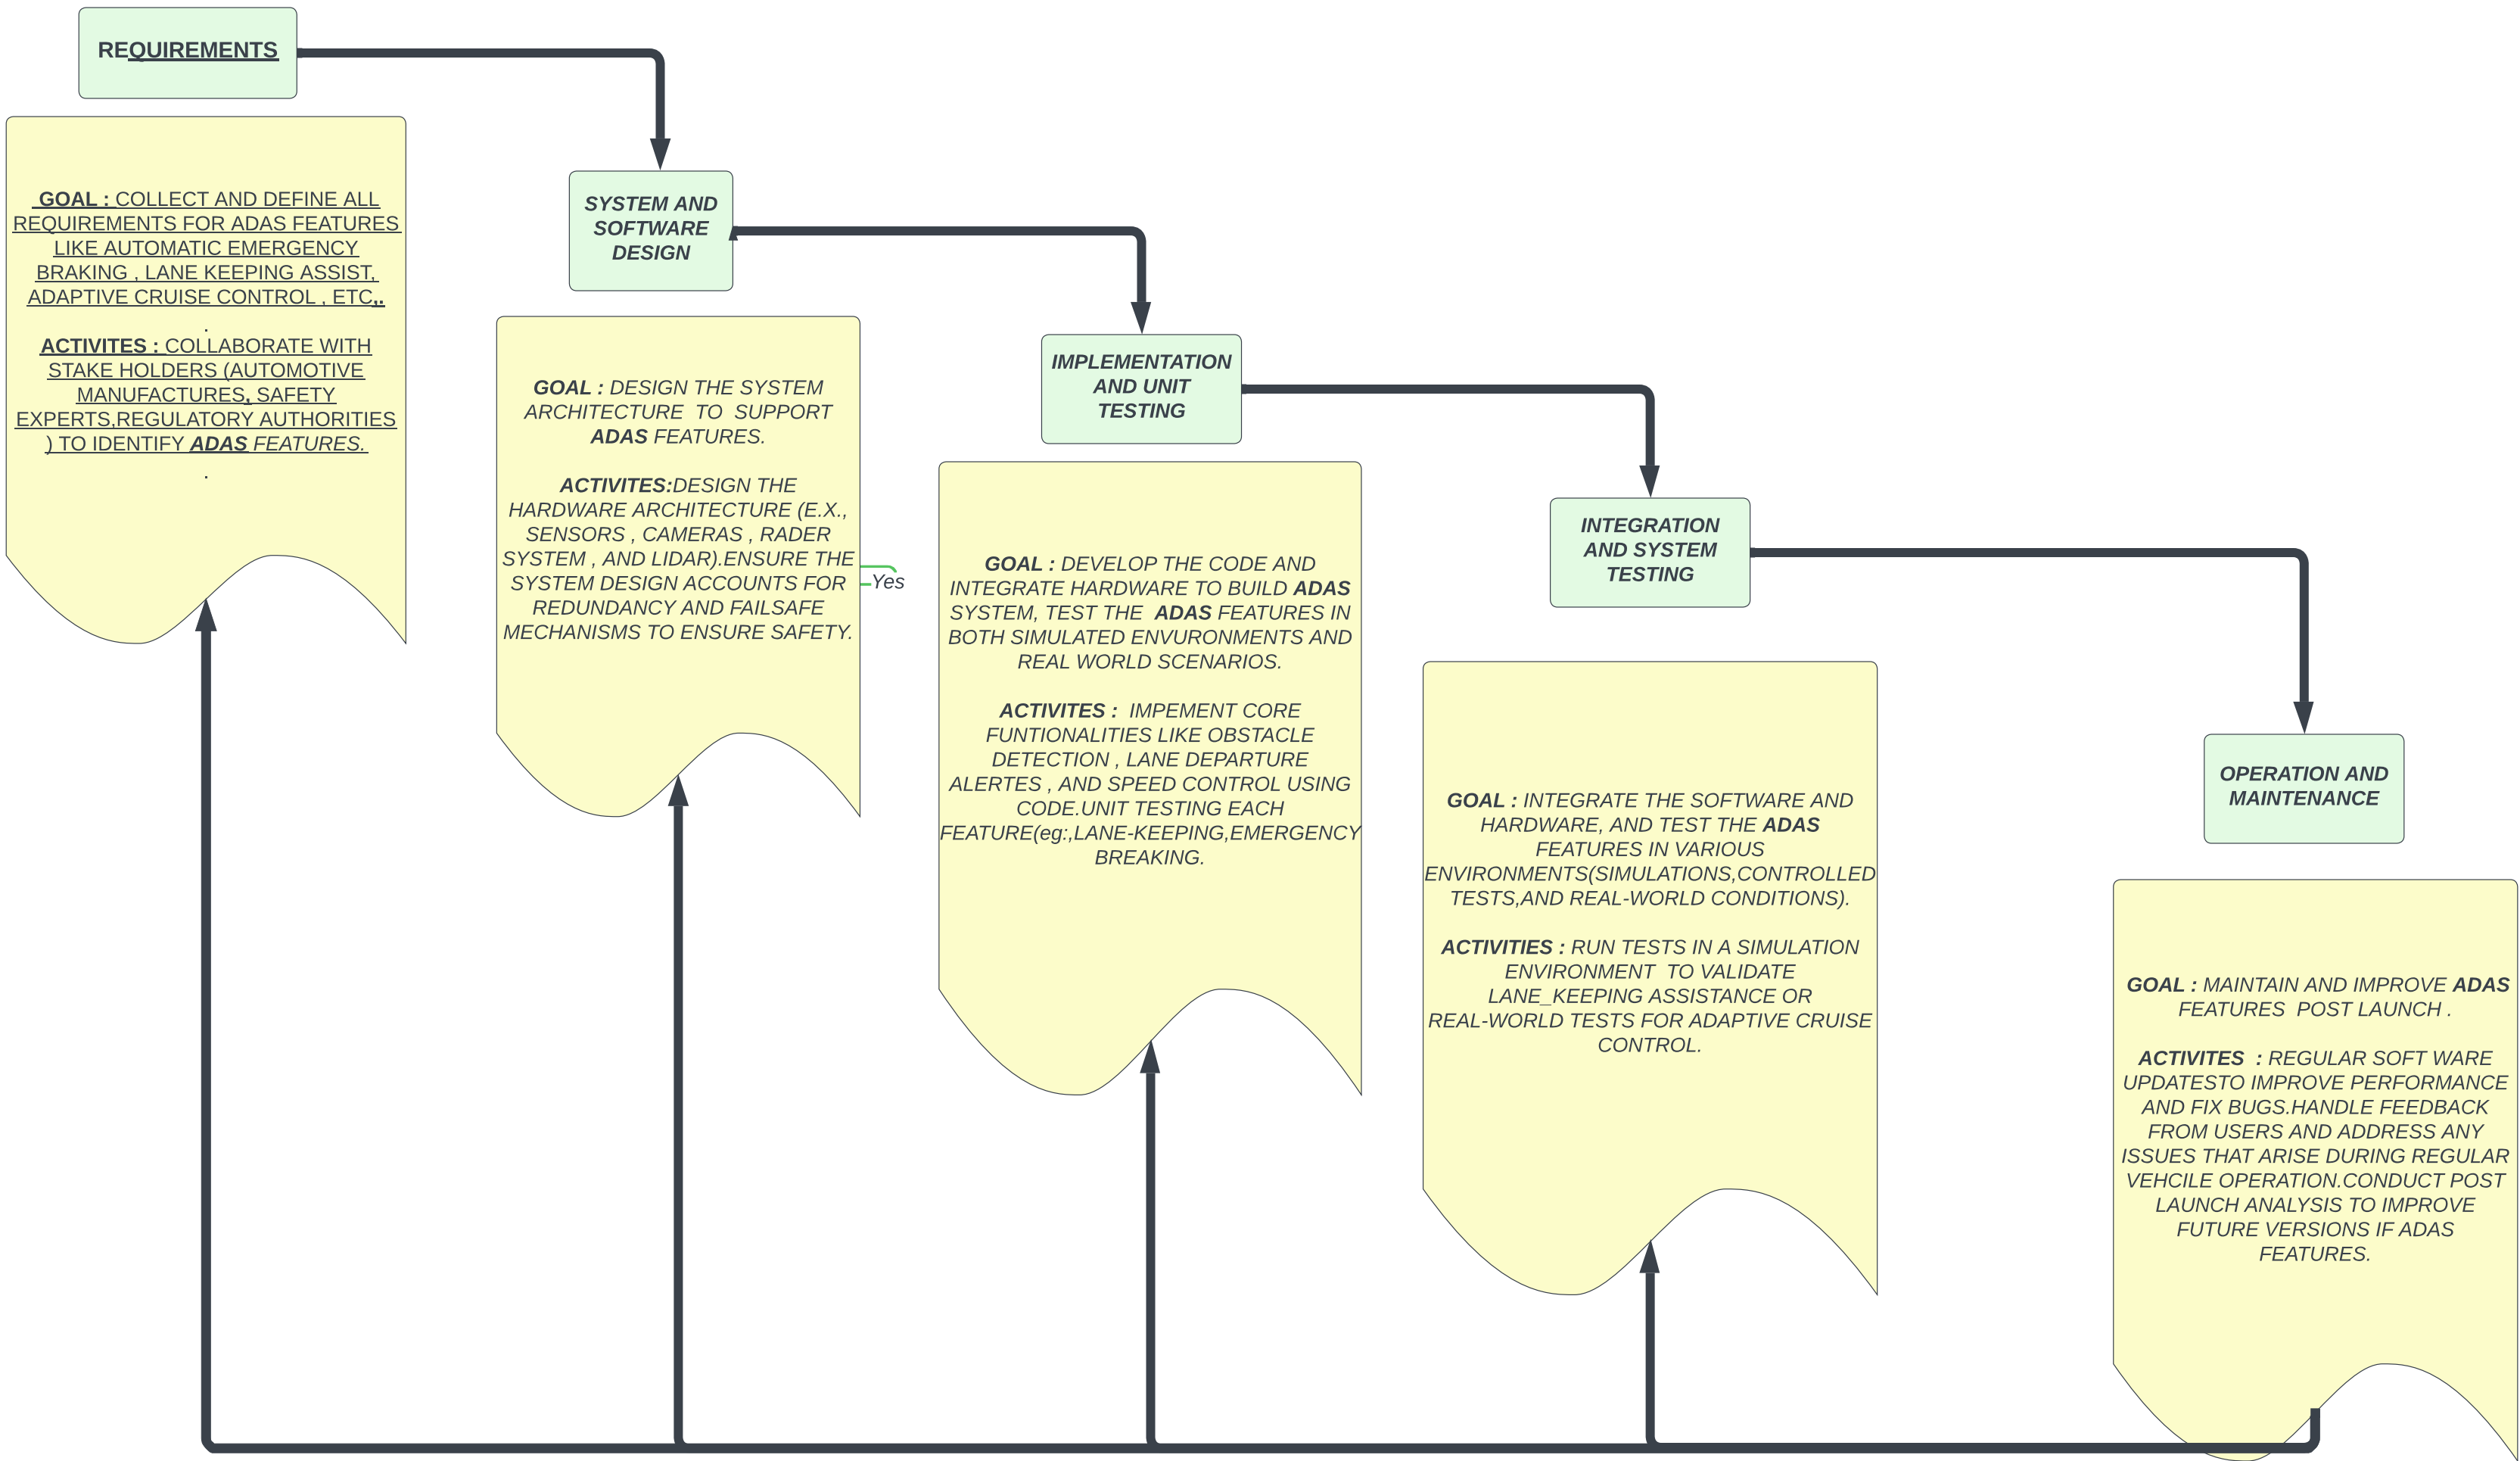 REQUIREMENTS
GOAL : COLLECT AND DEFINE ALL
REQUIREMENTS FOR ADAS FEATURES
LIKE AUTOMATIC EMERGENCY
BRAKING , LANE KEEPING ASSIST,
ADAPTIVE CRUISE CONTROL , ETC,.
.
ACTIVITES : COLLABORATE WITH
STAKE HOLDERS (AUTOMOTIVE
MANUFACTURES, SAFETY
EXPERTS,REGULATORY AUTHORITIES
) TO IDENTIFY ADAS FEATURES.
.
SYSTEM AND
SOFTWARE
DESIGN
GOAL : DESIGN THE SYSTEM
ARCHITECTURE TO SUPPORT
ADAS FEATURES.
ACTIVITES:DESIGN THE
HARDWARE ARCHITECTURE (E.X.,
SENSORS , CAMERAS , RADER
SYSTEM , AND LIDAR).ENSURE THE
SYSTEM DESIGN ACCOUNTS FOR
REDUNDANCY AND FAILSAFE
MECHANISMS TO ENSURE SAFETY.
Yes
IMPLEMENTATION
AND UNIT
TESTING
GOAL : DEVELOP THE CODE AND
INTEGRATE HARDWARE TO BUILD ADAS
SYSTEM, TEST THE ADAS FEATURES IN
BOTH SIMULATED ENVURONMENTS AND
REAL WORLD SCENARIOS.
ACTIVITES : IMPEMENT CORE
FUNTIONALITIES LIKE OBSTACLE
DETECTION , LANE DEPARTURE
ALERTES , AND SPEED CONTROL USING
CODE.UNIT TESTING EACH
FEATURE(eg:,LANE-KEEPING,EMERGENCY
BREAKING.
INTEGRATION
AND SYSTEM
TESTING
GOAL : INTEGRATE THE SOFTWARE AND
HARDWARE, AND TEST THE ADAS
FEATURES IN VARIOUS
ENVIRONMENTS(SIMULATIONS,CONTROLLED
TESTS,AND REAL-WORLD CONDITIONS).
ACTIVITIES : RUN TESTS IN A SIMULATION
ENVIRONMENT TO VALIDATE
LANE_KEEPING ASSISTANCE OR
REAL-WORLD TESTS FOR ADAPTIVE CRUISE
CONTROL.
OPERATION AND
MAINTENANCE
GOAL : MAINTAIN AND IMPROVE ADAS
FEATURES POST LAUNCH .
ACTIVITES : REGULAR SOFT WARE
UPDATESTO IMPROVE PERFORMANCE
AND FIX BUGS.HANDLE FEEDBACK
FROM USERS AND ADDRESS ANY
ISSUES THAT ARISE DURING REGULAR
VEHCILE OPERATION.CONDUCT POST
LAUNCH ANALYSIS TO IMPROVE
FUTURE VERSIONS IF ADAS
FEATURES.